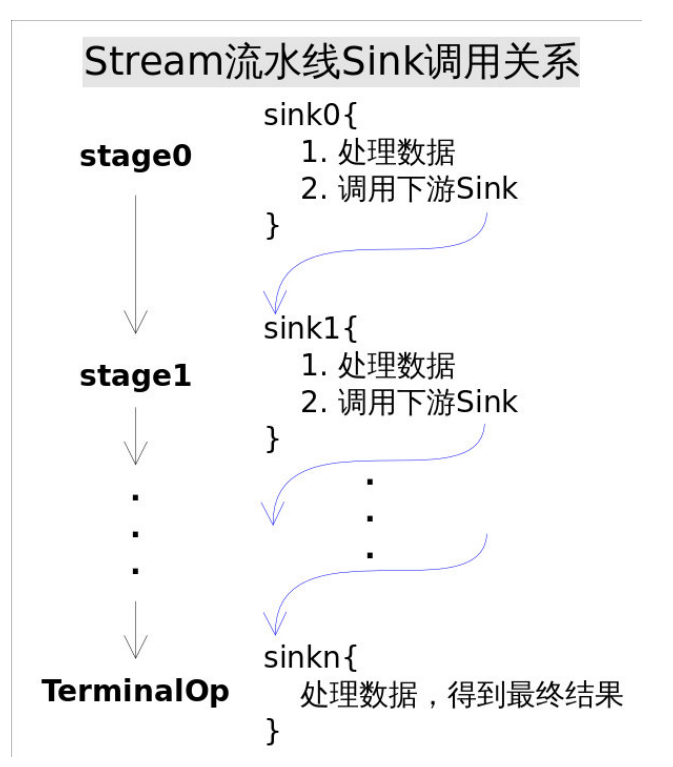 Stream流水线Sink调用关系
stage0
sink0{
1. 处理数据
2. 调用下游Sink
}
stage1
sink1{
1. 处理数据
2. 调用下游Sink
}
.
.
.
.
.
.
TerminalOp
sinkn{
处理数据，得到最终结果
}